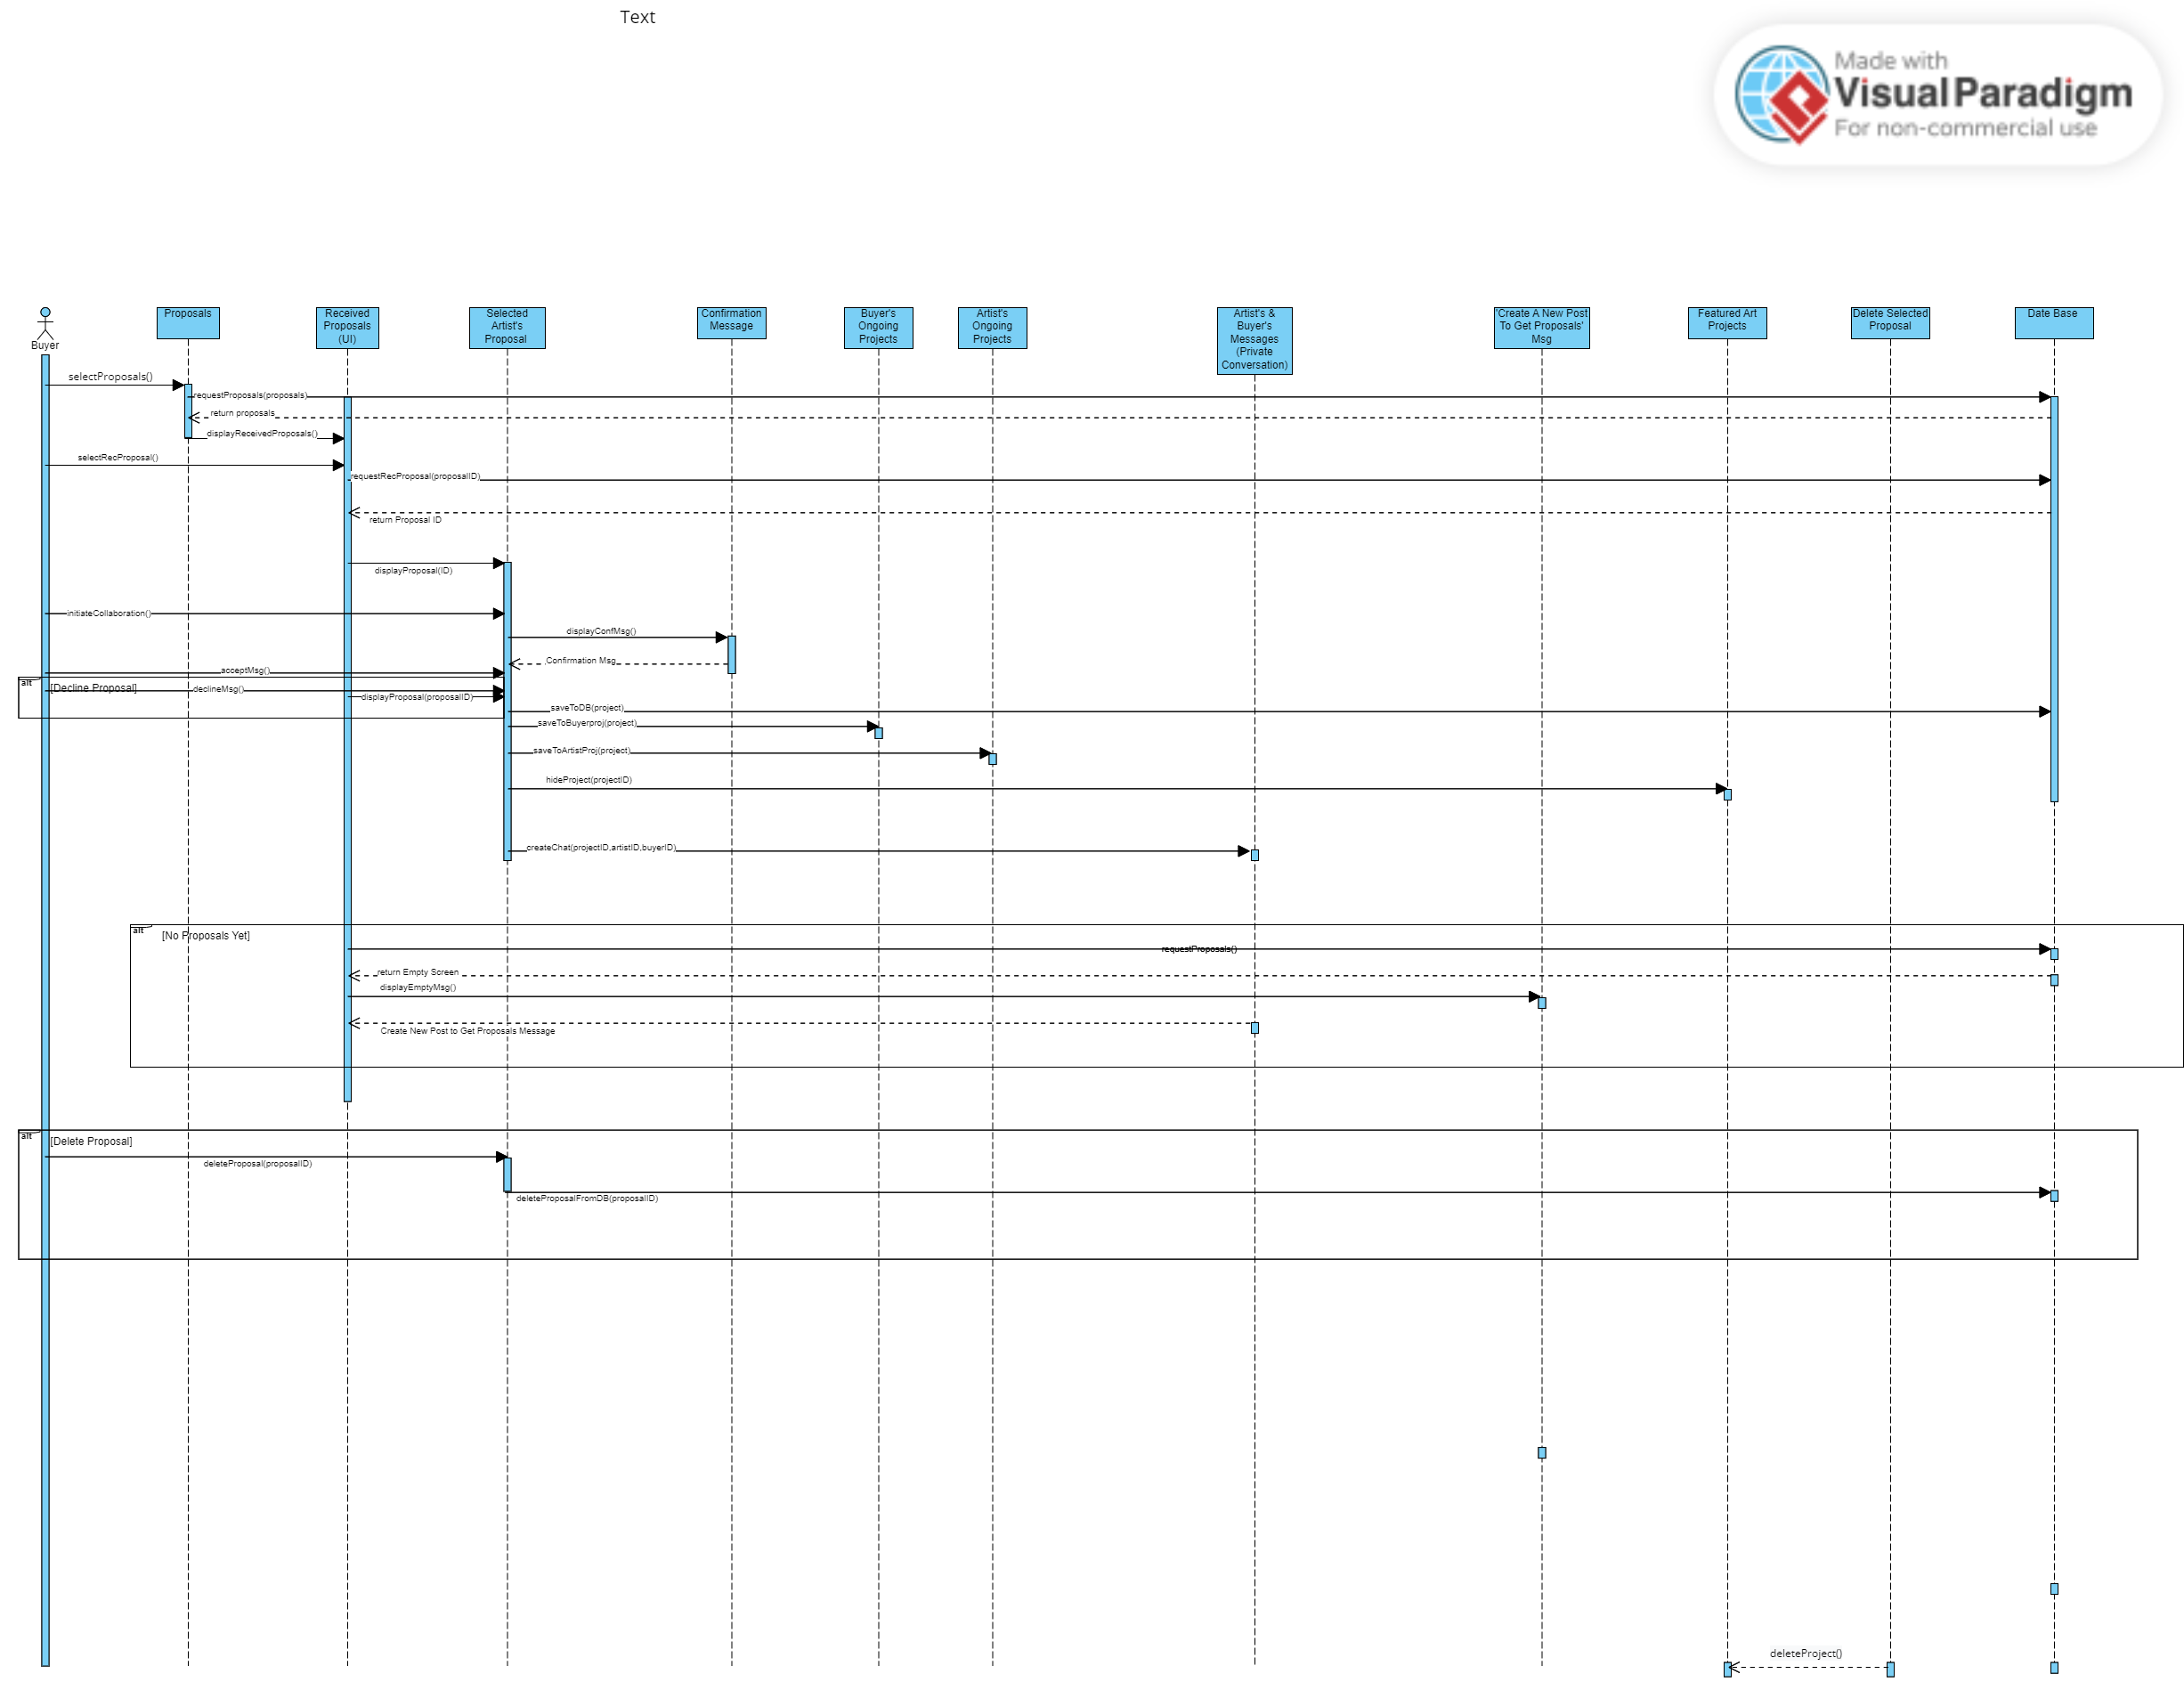 Text
Made with
Visual Paradigm
For non-commercial use
Buyer
Proposals
Received
Proposals
(UI)
Selected
Artist's
Proposal
Confirmation
Message
Buyer's
Ongoing
Projects
Artist's
Ongoing
Projects
Artist's &
Buyer's
Messages
(Private
Conversation)
'Create A New Post
To Get Proposals'
Msg
Featured Art
Projects
Delete Selected
Proposal
Date Base
selectProposals()
requestProposals(proposals)
return proposals
displayReceivedProposals()
selectRecProposal()
requestRecProposal(proposalID)
return Proposal ID
displayProposal(ID)
initiateCollaboration()
displayConfMsg()
Confirmation Msg
acceptMsg()
alt
[Decline Proposal]
declineMsg()
displayProposal(proposalID)
saveToDB(project)
saveToBuyerproj(project)
saveToArtistProj(project)
hideProject(projectID)
createChat(projectID,artistID,buyerID)
alt
[No Proposals Yet]
requestProposals()
return Empty Screen
displayEmptyMsg()
Create New Post to Get Proposals Message
alt
[Delete Proposal]
deleteProposal(proposalID)
deleteProposalFromDB(proposalID)
deleteProject()